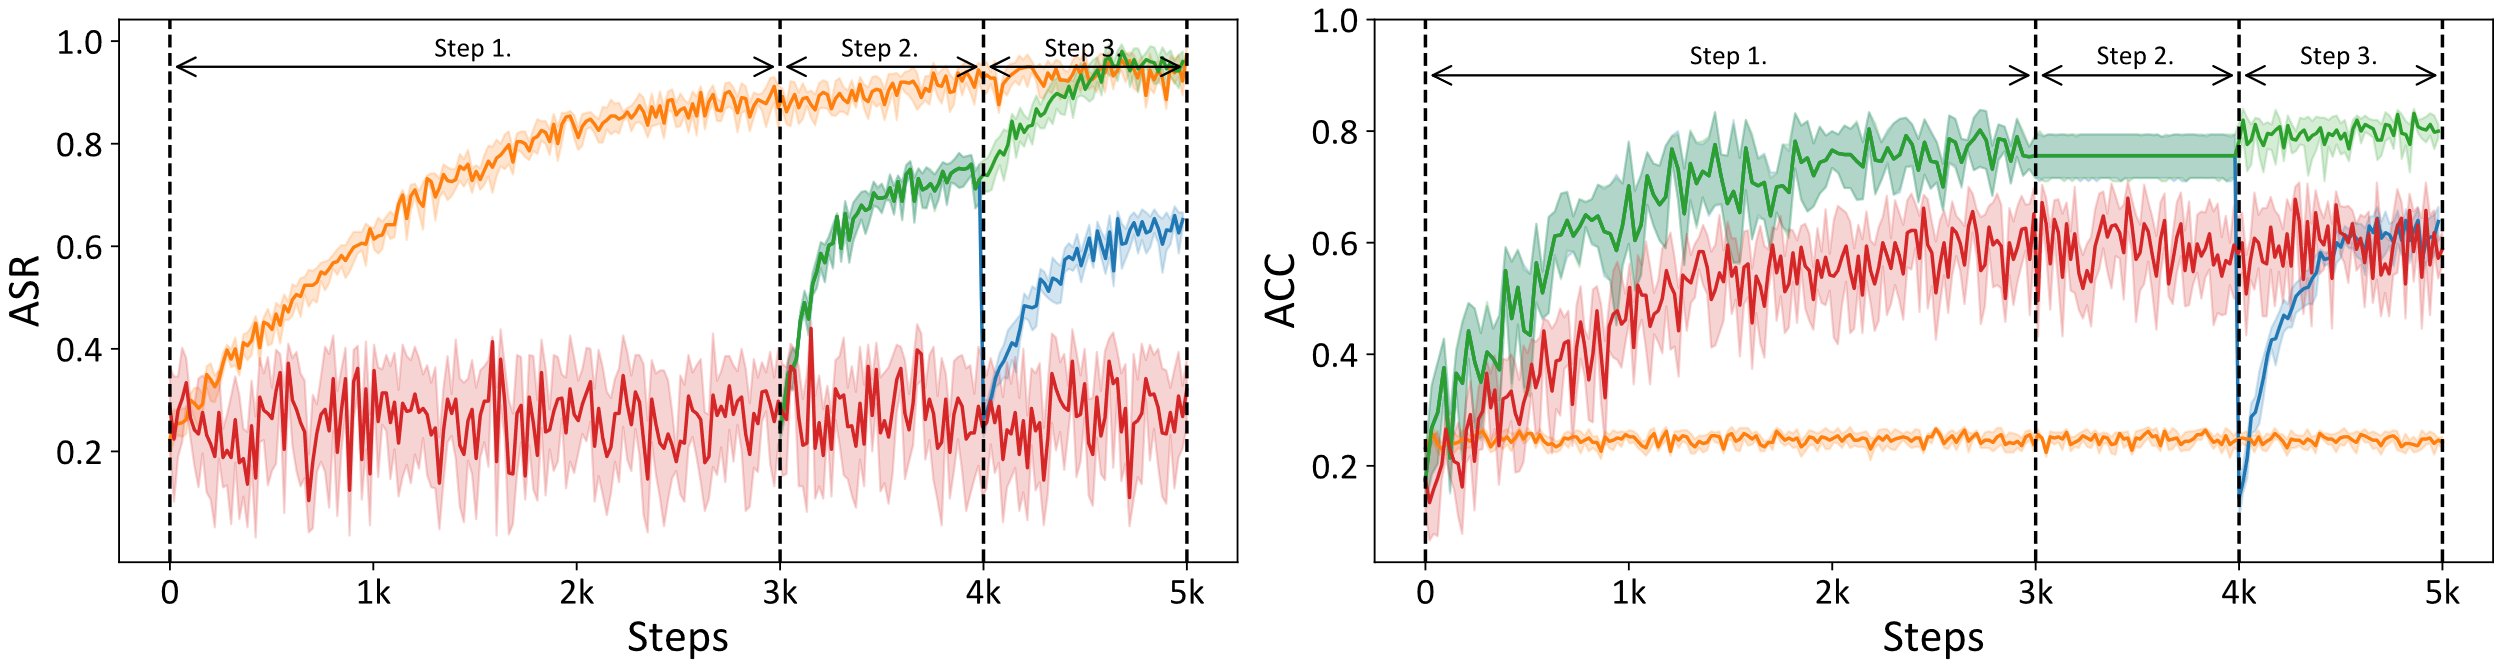 1.0
0.8
0.6
0.4
0.2
ASR
Step 1.
Step 2.
Step 3.
0
1k
2k
3k
4k
5k
Steps
1.0
0.8
0.6
0.4
0.2
ACC
Step 1.
Step 2.
Step 3.
0
1k
2k
3k
4k
5k
Steps